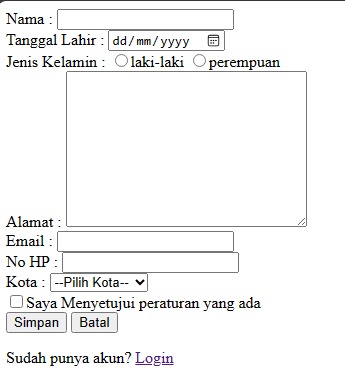 Nama :
Tanggal Lahir : dd/mm/yyyy
Jenis Kelamin : laki-laki perempuan
Alamat :
Email :
No HP :
Kota : --Pilih Kota--
Saya Menyetujui peraturan yang ada
Simpan Batal
Sudah punya akun? Login